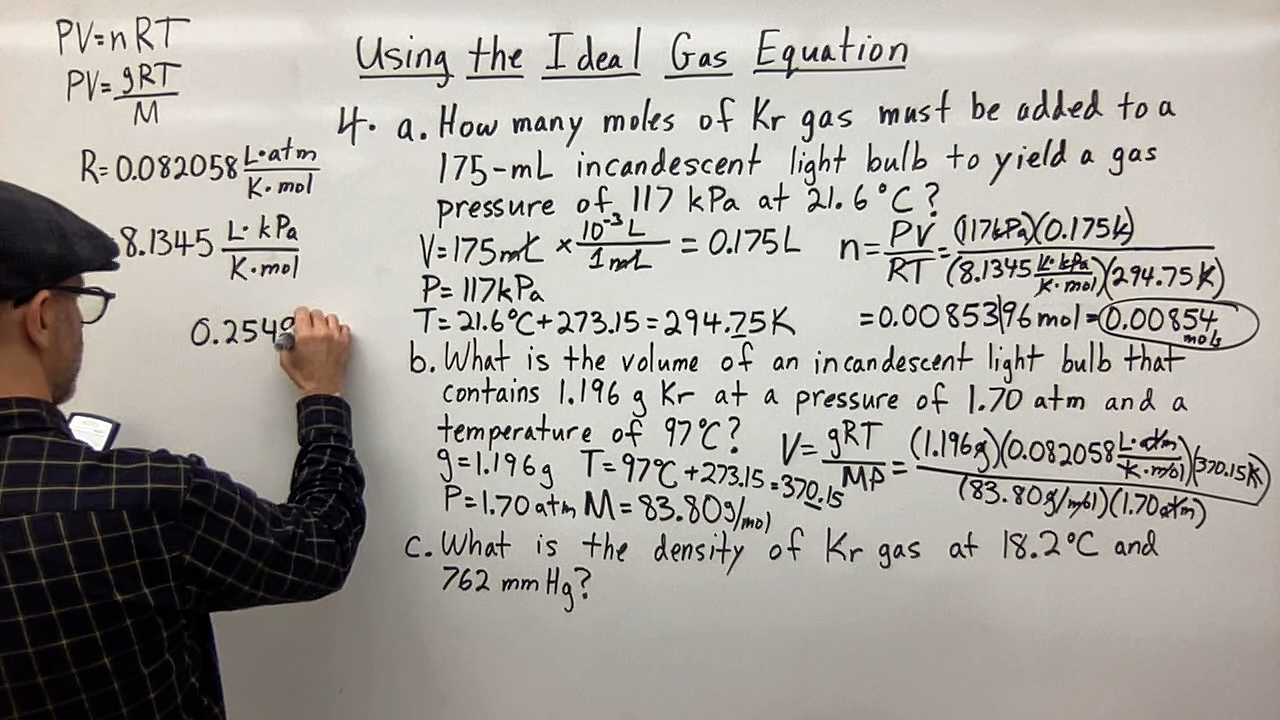 PV=nRT
PV=gRT/M
R=0.082058 L·atm/K·mol
8.1345 L·kPa/K·mol
0.254
Using the Ideal Gas Equation
4. a. How many moles of Kr gas must be added to a
175-mL incandescent light bulb to yield a gas
pressure of 117 kPa at 21.6°C?
V=175mL × 10⁻³L/1mL = 0.175L
P=117kPa
T=21.6°C+273.15=294.75K
n=PV/RT=(117kPa)(0.175L)/(8.1345 L·kPa/K·mol)(294.75K)
=0.00853|96mol=0.00854 mols
b. What is the volume of an incandescent light bulb that
contains 1.196 g Kr at a pressure of 1.70 atm and a
temperature of 97°C?
g=1.196g T=97°C+273.15=370.15
P=1.70atm M=83.80g/mol
V=gRT/MP=(1.196g)(0.082058 L·atm/K·mol)(370.15K)/(83.80g/mol)(1.70atm)
c. What is the density of Kr gas at 18.2°C and
762 mmHg?